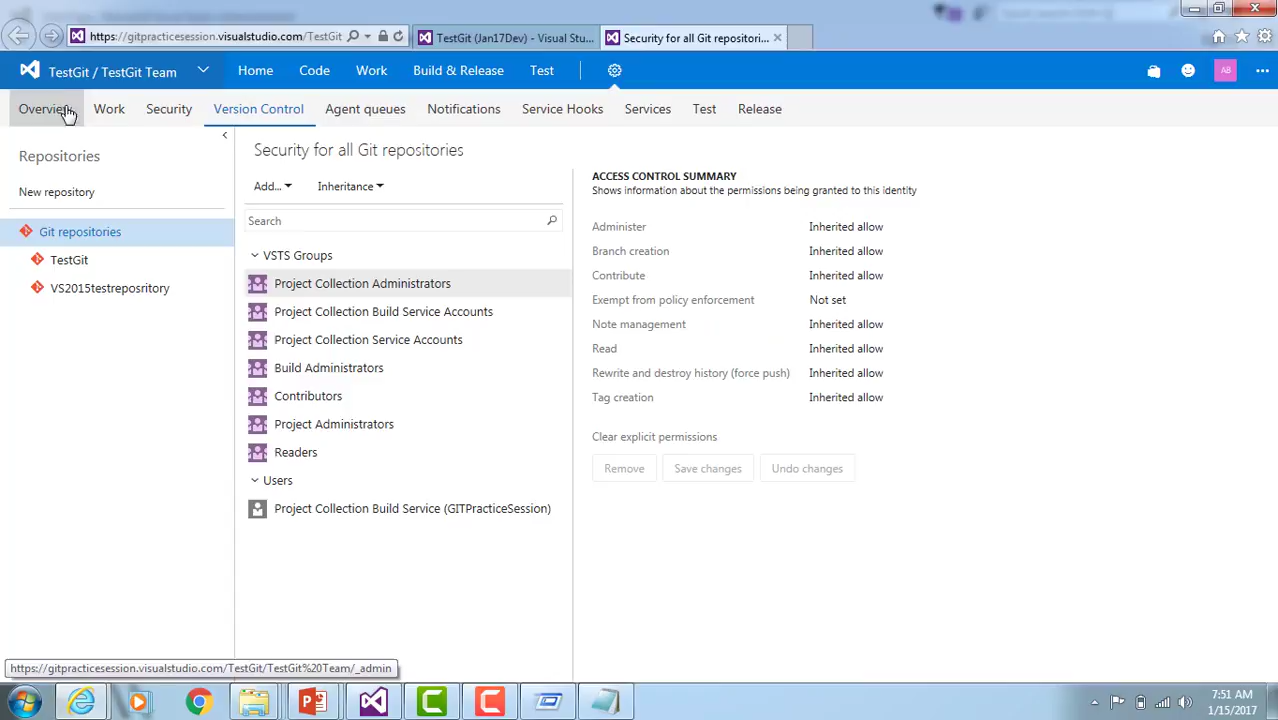 https://gitpracticesession.visualstudio.com/TestGit
TestGit (Jan17Dev) - Visual Stu...
Security for all Git repositori...
TestGit / TestGit Team
Home
Code
Work
Build & Release
Test
AB
Overview
Work
Security
Version Control
Agent queues
Notifications
Service Hooks
Services
Test
Release
Repositories
New repository
Git repositories
TestGit
VS2015testreposritory
Security for all Git repositories
Add...
Inheritance
Search
VSTS Groups
Project Collection Administrators
Project Collection Build Service Accounts
Project Collection Service Accounts
Build Administrators
Contributors
Project Administrators
Readers
Users
Project Collection Build Service (GITPracticeSession)
ACCESS CONTROL SUMMARY
Shows information about the permissions being granted to this identity
Administer Inherited allow
Branch creation Inherited allow
Contribute Inherited allow
Exempt from policy enforcement Not set
Note management Inherited allow
Read Inherited allow
Rewrite and destroy history (force push) Inherited allow
Tag creation Inherited allow
Clear explicit permissions
Remove
Save changes
Undo changes
https://gitpracticesession.visualstudio.com/TestGit/TestGit%20Team/_admin
7:51 AM
1/15/2017